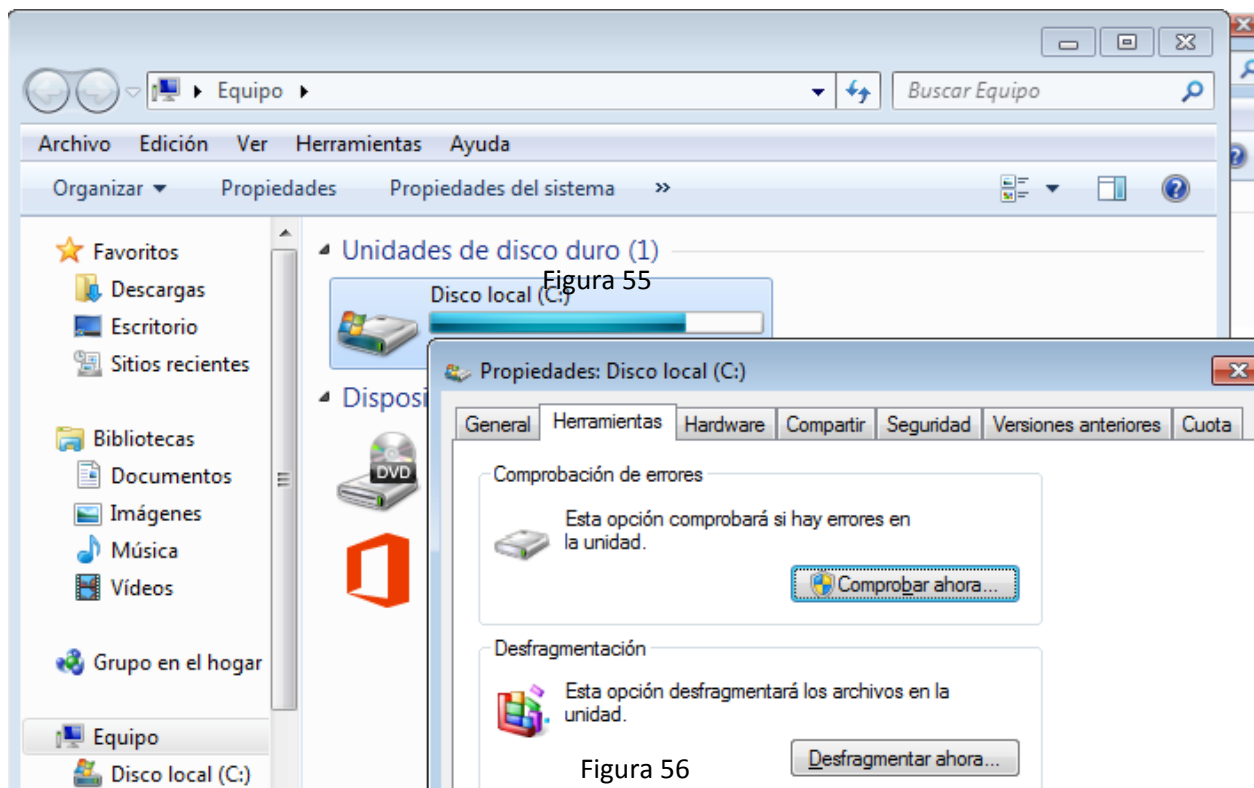 Equipo
Buscar Equipo
Archivo Edición Ver Herramientas Ayuda
Organizar Propiedades Propiedades del sistema »
Favoritos
Descargas
Escritorio
Sitios recientes
Bibliotecas
Documentos
Imágenes
Música
Vídeos
Grupo en el hogar
Equipo
Disco local (C:)
Unidades de disco duro (1)
Figura 55
Disco local (C:)
Disposi
DVD
Propiedades: Disco local (C:)
General Herramientas Hardware Compartir Seguridad Versiones anteriores Cuota
Comprobación de errores
Esta opción comprobará si hay errores en
la unidad.
Comprobar ahora...
Desfragmentación
Esta opción desfragmentará los archivos en la
unidad.
Desfragmentar ahora...
Figura 56